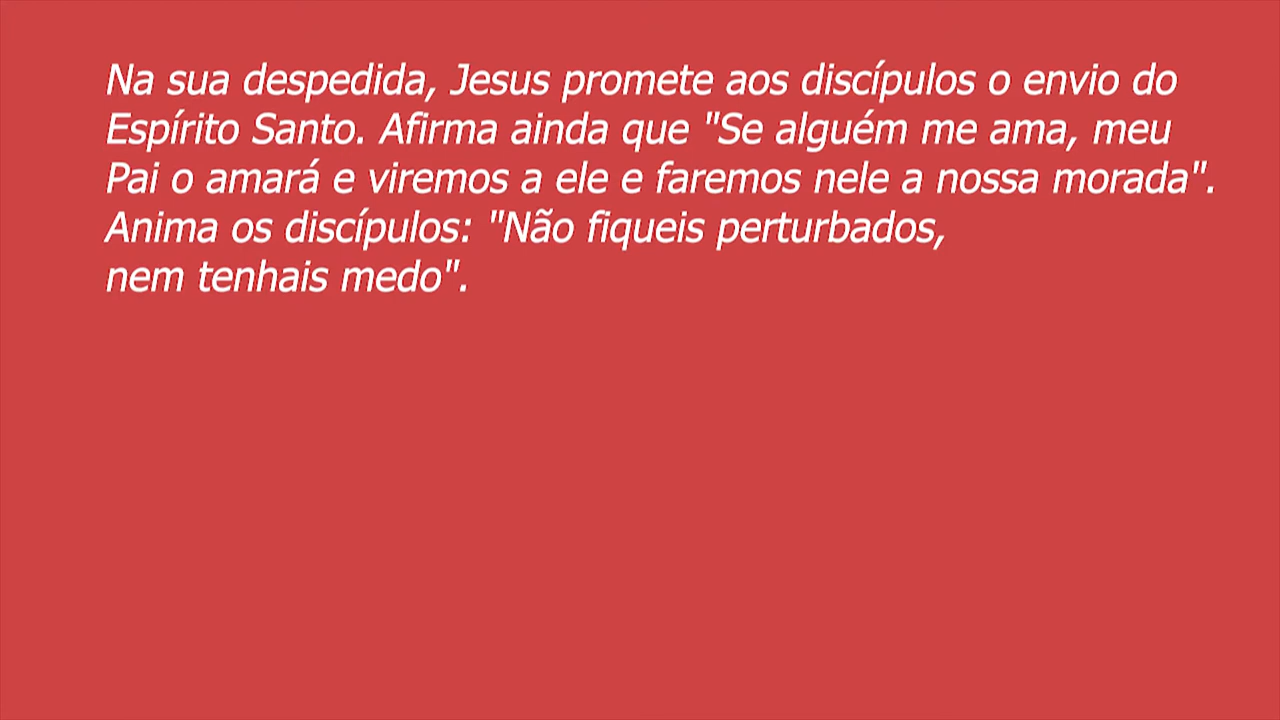 Na sua despedida, Jesus promete aos discípulos o envio do
Espírito Santo. Afirma ainda que "Se alguém me ama, meu
Pai o amará e viremos a ele e faremos nele a nossa morada".
Anima os discípulos: "Não fiqueis perturbados,
nem tenhais medo".